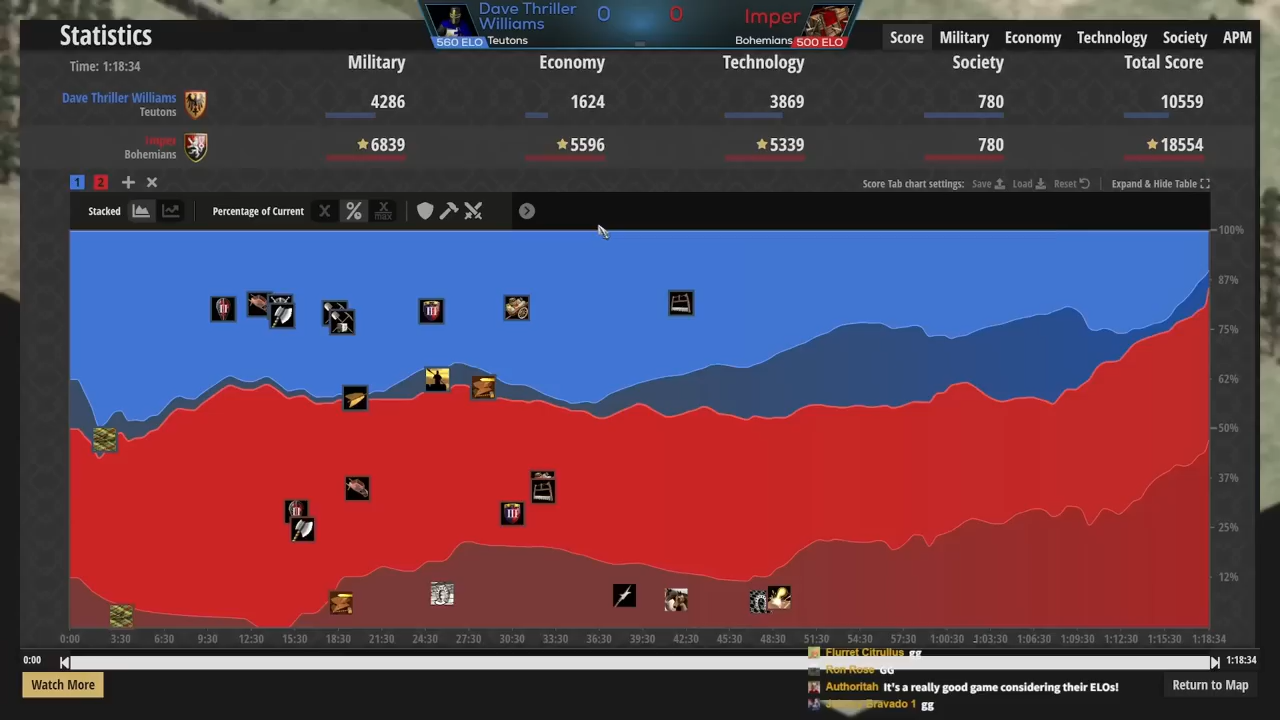 Dave Thriller Williams
0
0
Imper
560 ELO
Teutons
Bohemians
500 ELO
Statistics
Score Military Economy Technology Society APM
Time: 1:18:34
Military Economy Technology Society Total Score
Dave Thriller Williams
Teutons
4286 1624 3869 780 10559
Imper
Bohemians
6839 5596 5339 780 18554
1 2
Score Tab chart settings: Save Load Reset Expand & Hide Table
Stacked Percentage of Current X % X max
100%
87%
75%
62%
50%
37%
25%
12%
0:00 3:30 6:30 9:30 12:30 15:30 18:30 21:30 24:30 27:30 30:30 33:30 36:30 39:30 42:30 45:30 48:30 51:30 54:30 57:30 1:00:30 1:03:30 1:06:30 1:09:30 1:12:30 1:15:30 1:18:34
0:00 1:18:34
Flurret Citrullus gg
Ron Rose GG
Authoritah It's a really good game considering their ELOs!
Bravado 1 gg
Watch More
Return to Map